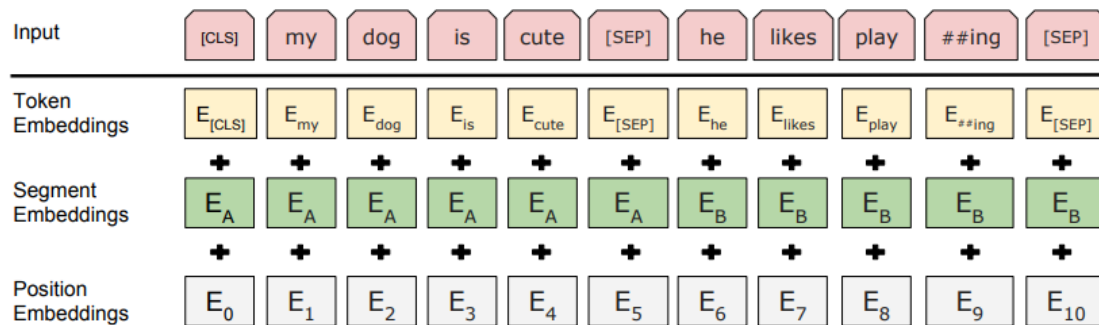 Input [CLS] my dog is cute [SEP] he likes play ##ing [SEP]
Token Embeddings E[CLS] Emy Edog Eis Ecute E[SEP] Ehe Elikes Eplay E##ing E[SEP]
+ + + + + + + + + + +
Segment Embeddings EA EA EA EA EA EA EB EB EB EB EB
+ + + + + + + + + + +
Position Embeddings E0 E1 E2 E3 E4 E5 E6 E7 E8 E9 E10